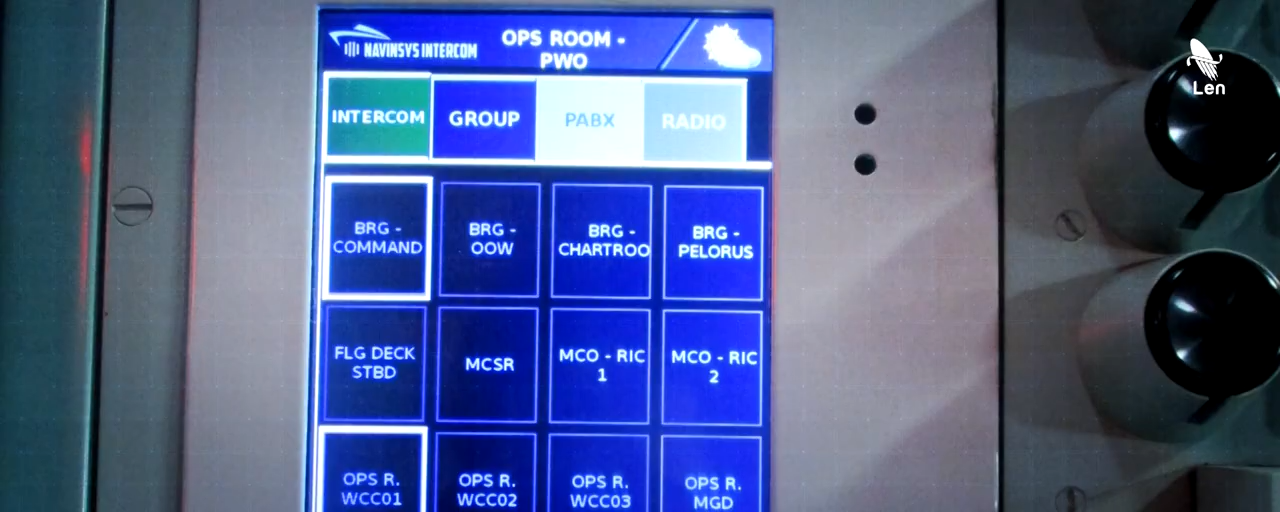 NAVINSYS INTERCOM
OPS ROOM -
PWO
INTERCOM
GROUP
PABX
RADIO
BRG -
COMMAND
BRG -
OOW
BRG -
CHARTROO
BRG -
PELORUS
FLG DECK
STBD
MCSR
MCO - RIC
1
MCO - RIC
2
OPS R.
WCC01
OPS R.
WCC02
OPS R.
WCC03
OPS R.
MGD
Len